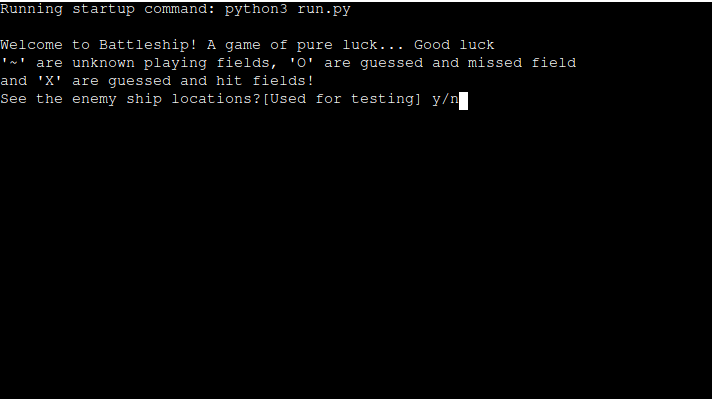 Running startup command: python3 run.py
Welcome to Battleship! A game of pure luck... Good luck
'~' are unknown playing fields, 'O' are guessed and missed field
and 'X' are guessed and hit fields!
See the enemy ship locations?[Used for testing] y/n